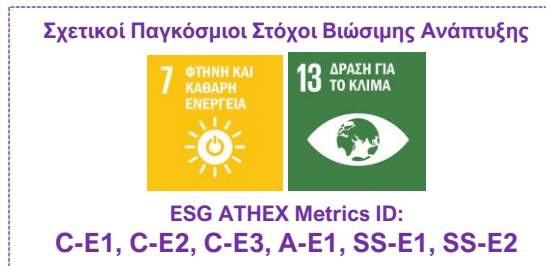 Σχετικοί Παγκόσμιοι Στόχοι Βιώσιμης Ανάπτυξης
7 ΦΤΗΝΗ ΚΑΙ
ΚΑΘΑΡΗ
ΕΝΕΡΓΕΙΑ
13 ΔΡΑΣΗ ΓΙΑ
ΤΟ ΚΛΙΜΑ
ESG ATHEX Metrics ID:
C-E1, C-E2, C-E3, A-E1, SS-E1, SS-E2